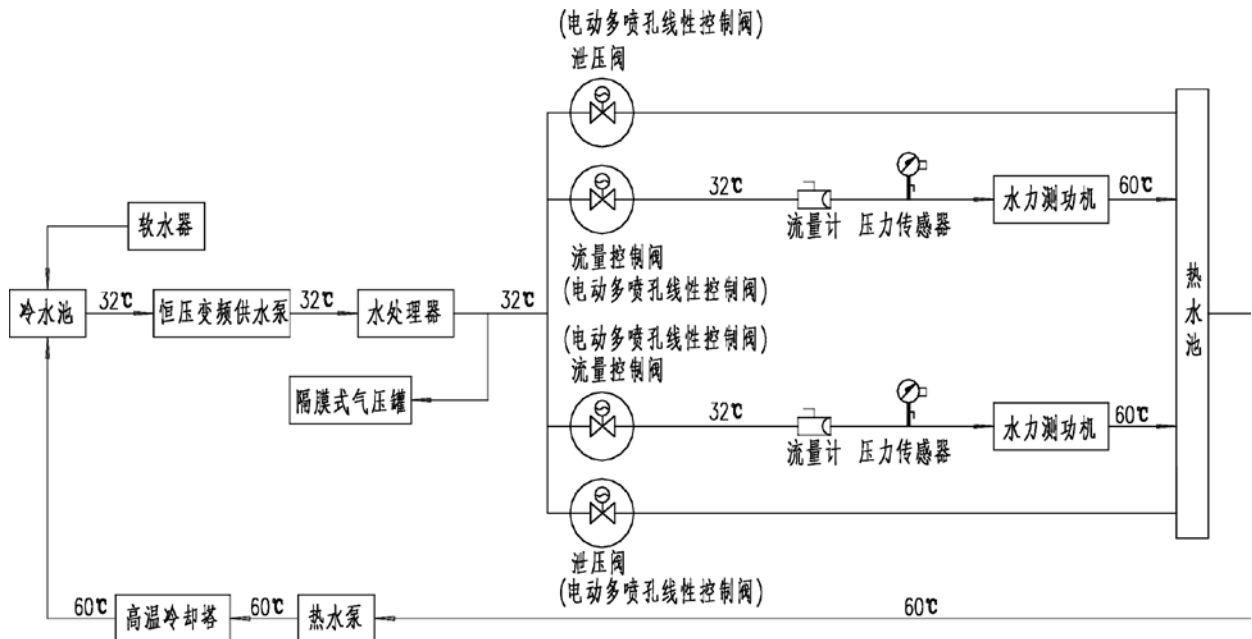 (电动多喷孔线性控制阀)
泄压阀
32℃
流量计
压力传感器
水力测功机
60℃
软水器
流量控制阀
(电动多喷孔线性控制阀)
冷水池
32℃
恒压变频供水泵
32℃
水处理器
32℃
热水池
(电动多喷孔线性控制阀)
流量控制阀
隔膜式气压罐
32℃
流量计
压力传感器
水力测功机
60℃
泄压阀
(电动多喷孔线性控制阀)
60℃
高温冷却塔
60℃
热水泵
60℃